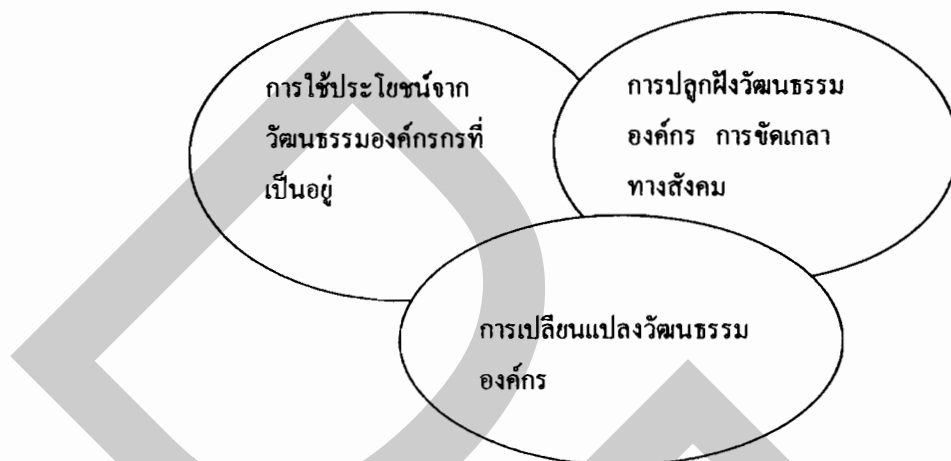 การใช้ประโยชน์จาก
วัฒนธรรมองค์กรกรที่
เป็นอยู่
การปลูกฝังวัฒนธรรม
องค์กร การขัดเกลา
ทางสังคม
การเปลี่ยนแปลงวัฒนธรรม
องค์กร